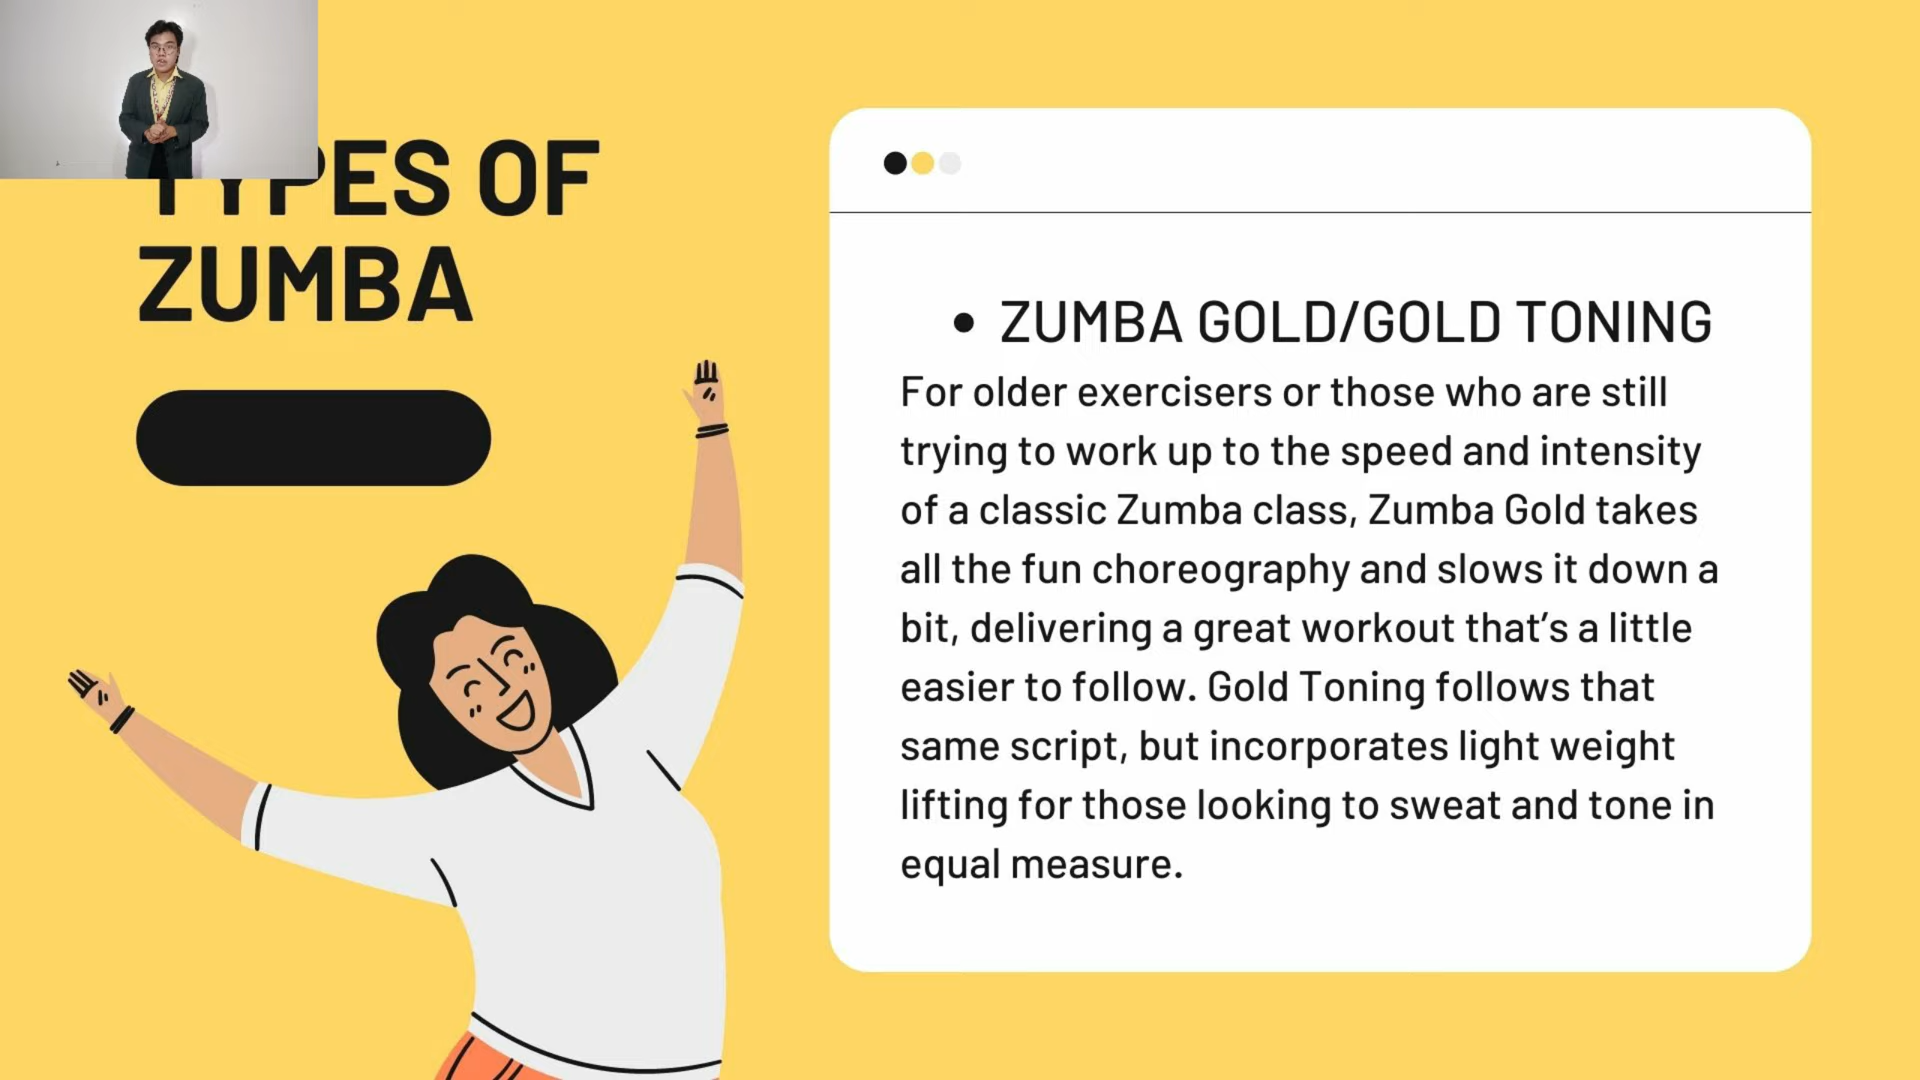 TYPES OF
ZUMBA
• ZUMBA GOLD/GOLD TONING
For older exercisers or those who are still
trying to work up to the speed and intensity
of a classic Zumba class, Zumba Gold takes
all the fun choreography and slows it down a
bit, delivering a great workout that’s a little
easier to follow. Gold Toning follows that
same script, but incorporates light weight
lifting for those looking to sweat and tone in
equal measure.